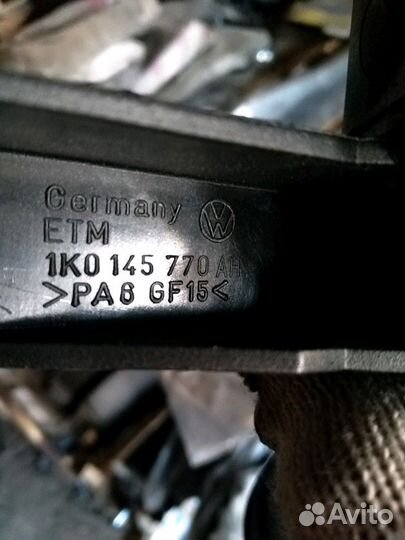 Germany
ETM
1K0 145 770 AH
>PA6 GF15<
Avito